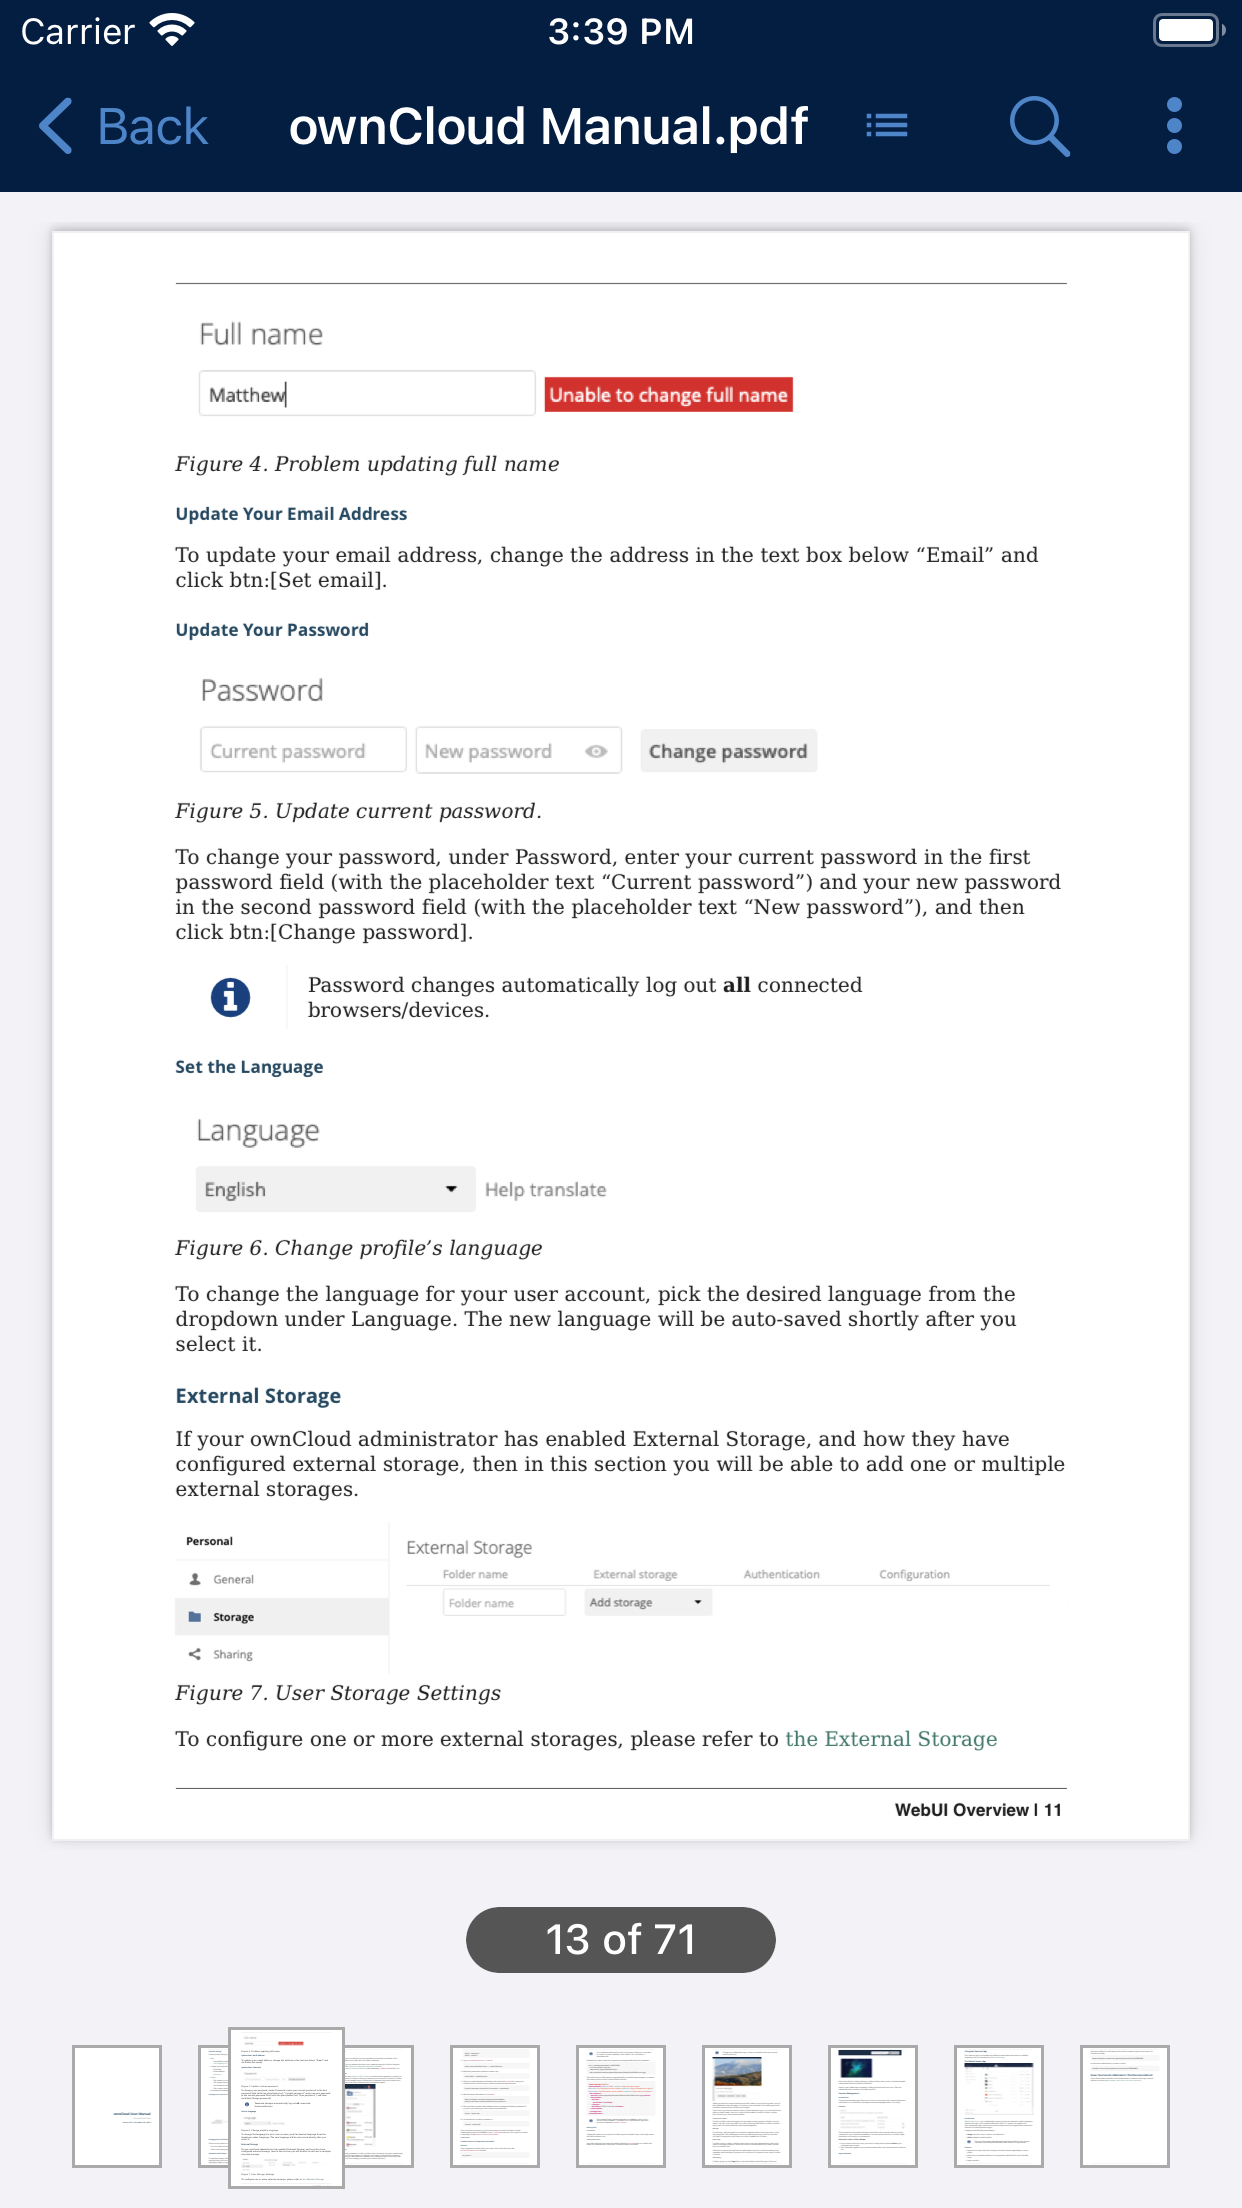 Carrier 3:39 PM
Back ownCloud Manual.pdf
Full name
Matthew Unable to change full name
Figure 4. Problem updating full name
Update Your Email Address
To update your email address, change the address in the text box below “Email” and
click btn:[Set email].
Update Your Password
Password
Current password New password Change password
Figure 5. Update current password.
To change your password, under Password, enter your current password in the first
password field (with the placeholder text “Current password”) and your new password
in the second password field (with the placeholder text “New password”), and then
click btn:[Change password].
Password changes automatically log out all connected
browsers/devices.
Set the Language
Language
English Help translate
Figure 6. Change profile’s language
To change the language for your user account, pick the desired language from the
dropdown under Language. The new language will be auto-saved shortly after you
select it.
External Storage
If your ownCloud administrator has enabled External Storage, and how they have
configured external storage, then in this section you will be able to add one or multiple
external storages.
Personal
External Storage
Folder name External storage Authentication Configuration
General
Folder name Add storage
Storage
Sharing
Figure 7. User Storage Settings
To configure one or more external storages, please refer to the External Storage
WebUI Overview | 11
13 of 71